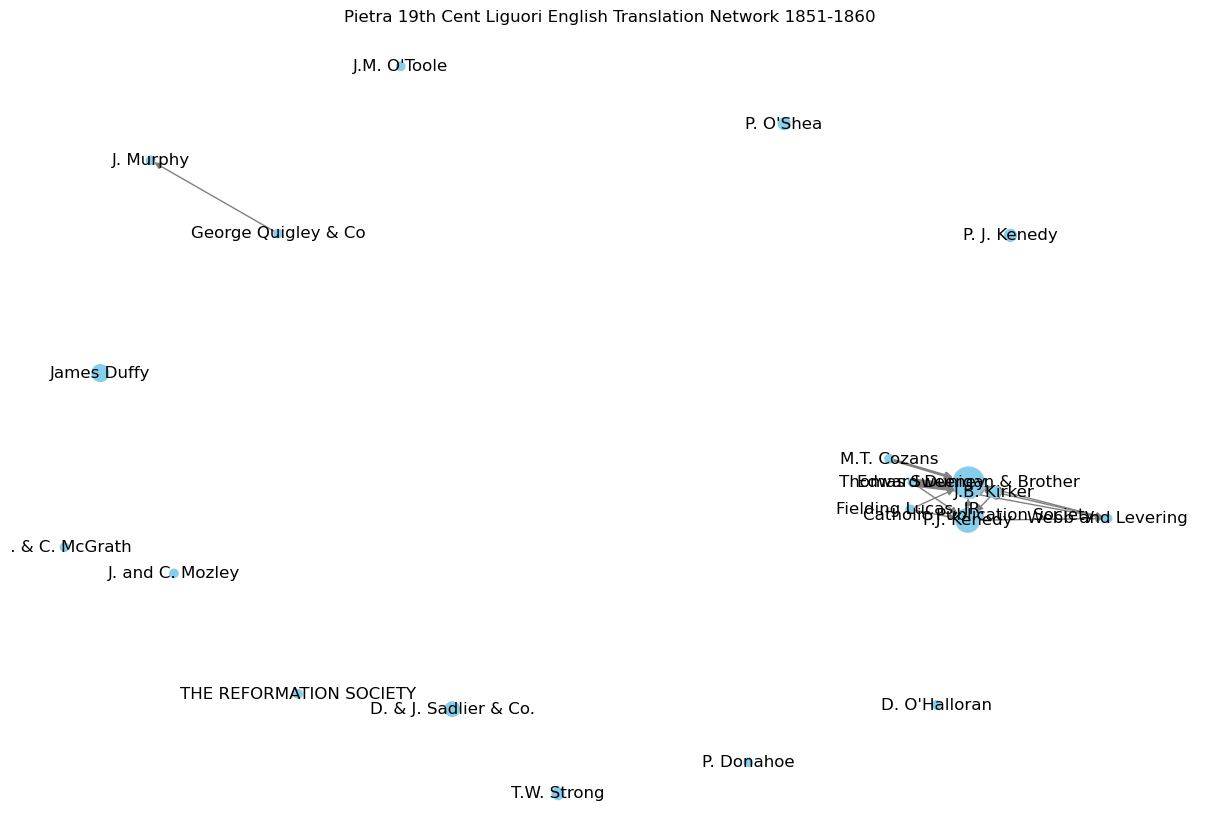 Pietra 19th Cent Liguori English Translation Network 1851-1860
J.M. O'Toole
P. O'Shea
J. Murphy
George Quigley & Co
P. J. Kenedy
James Duffy
M.T. Cozans
Thomas Sweeney
Edward Dunigan & Brother
J.B. Kirker
Fielding Lucas, JR.
Catholic Publication Society
P.J. Kenedy
Webb and Levering
. & C. McGrath
J. and C. Mozley
THE REFORMATION SOCIETY
D. & J. Sadlier & Co.
D. O'Halloran
P. Donahoe
T.W. Strong